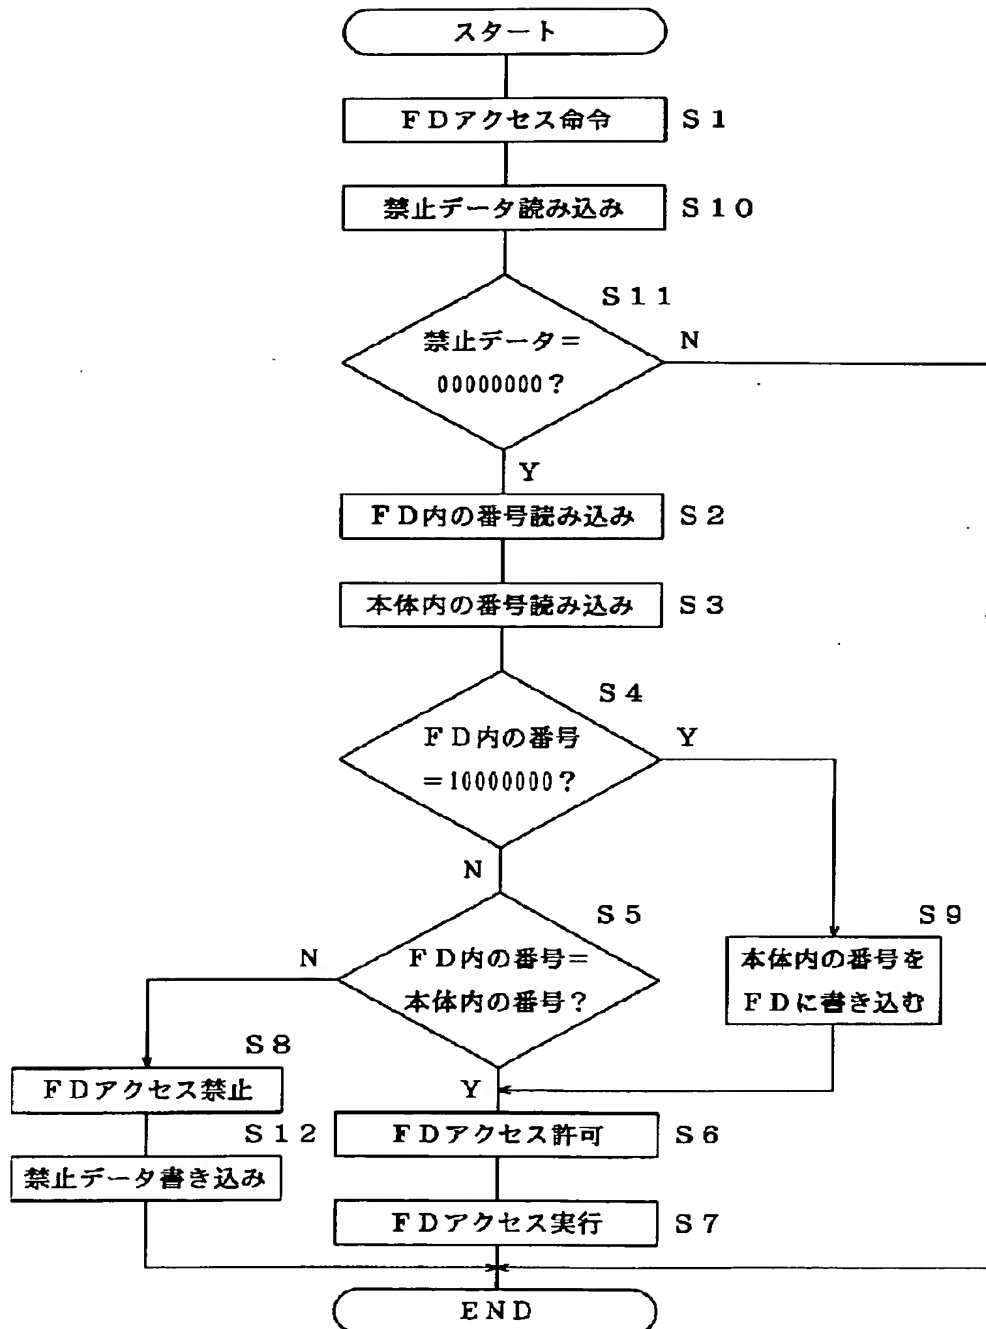 スタート
FDアクセス命令 S1
禁止データ読み込み S10
S11
禁止データ= N
00000000?
Y
FD内の番号読み込み S2
本体内の番号読み込み S3
S4
FD内の番号 Y
=10000000?
N
S5 S9
N FD内の番号= 本体内の番号を
本体内の番号? FDに書き込む
S8
FDアクセス禁止 Y
S12 FDアクセス許可 S6
禁止データ書き込み
FDアクセス実行 S7
END